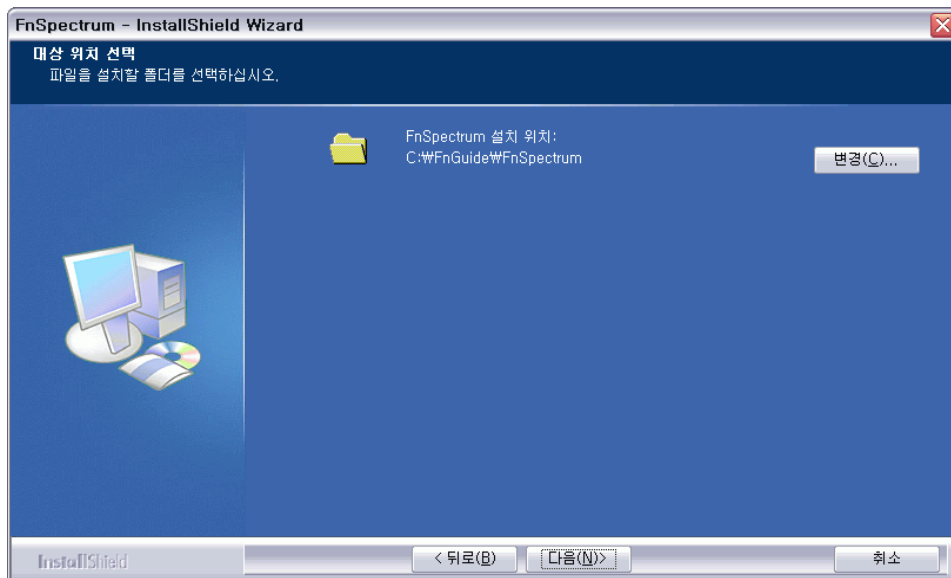 FnSpectrum - InstallShield Wizard
대상 위치 선택
파일을 설치할 폴더를 선택하십시오.
FnSpectrum 설치 위치:
C:₩FnGuide₩FnSpectrum
변경(C)...
InstallShield
< 뒤로(B)
다음(N)>
취소